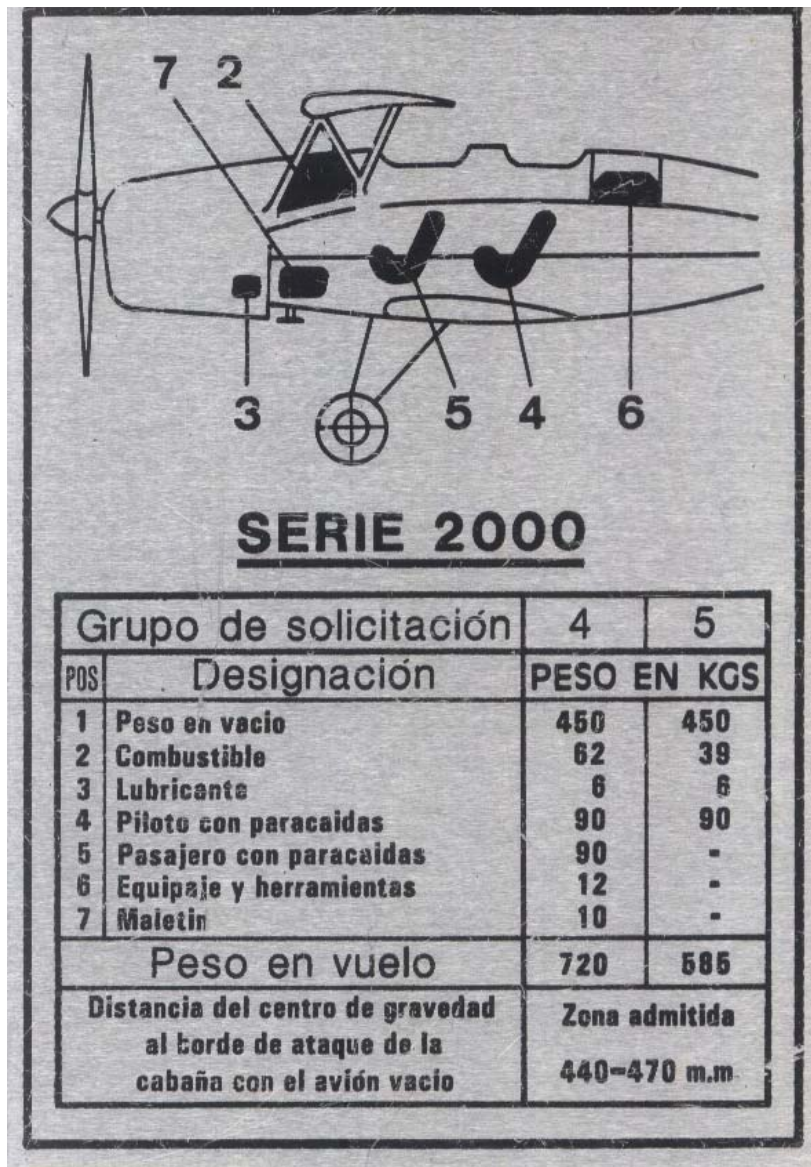 7 2
3 5 4 6
SERIE 2000
Grupo de solicitación 4 5
POS Designación PESO EN KGS
1 Peso en vacio 450 450
2 Combustible 62 39
3 Lubricante 6 6
4 Piloto con paracaidas 90 90
5 Pasajero con paracaidas 90 -
6 Equipaje y herramientas 12 -
7 Maletin 10 -
Peso en vuelo 720 585
Distancia del centro de gravedad
al borde de ataque de la
cabaña con el avión vacio
Zona admitida
440-470 m.m